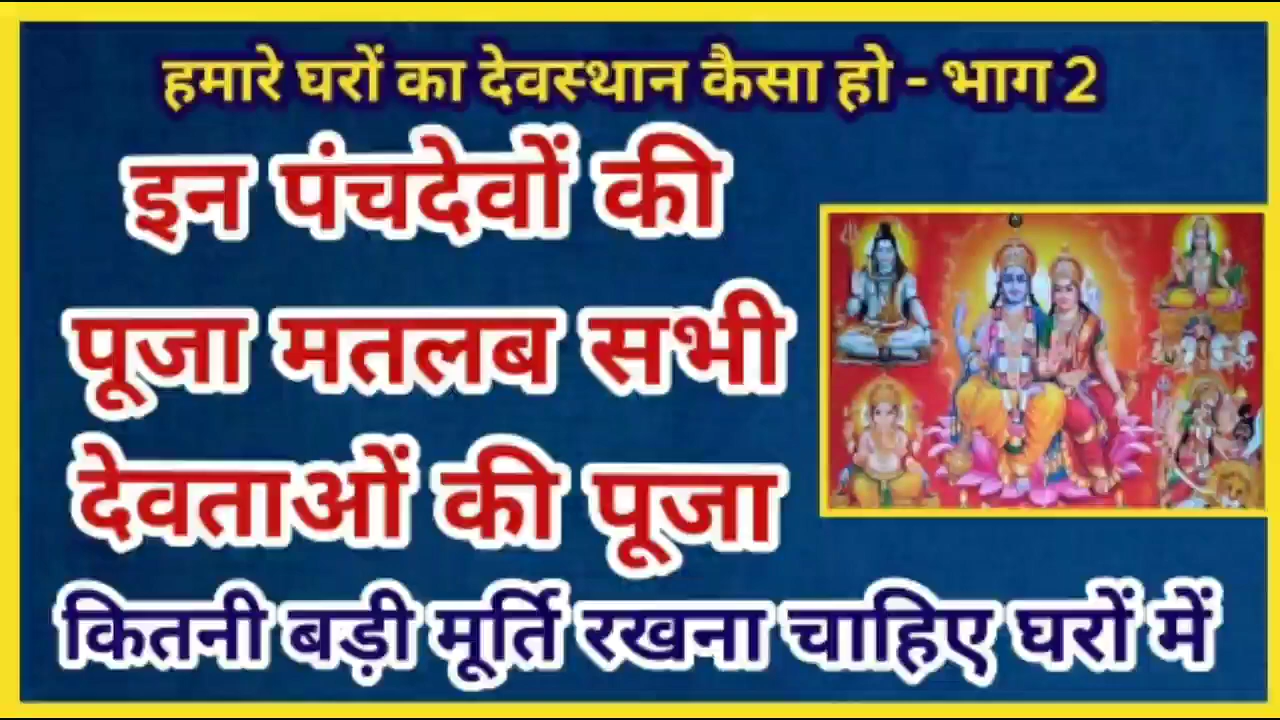 हमारे घरों का देवस्थान कैसा हो - भाग 2
इन पंचदेवों की
पूजा मतलब सभी
देवताओं की पूजा
कितनी बड़ी मूर्ति रखना चाहिए घरों में